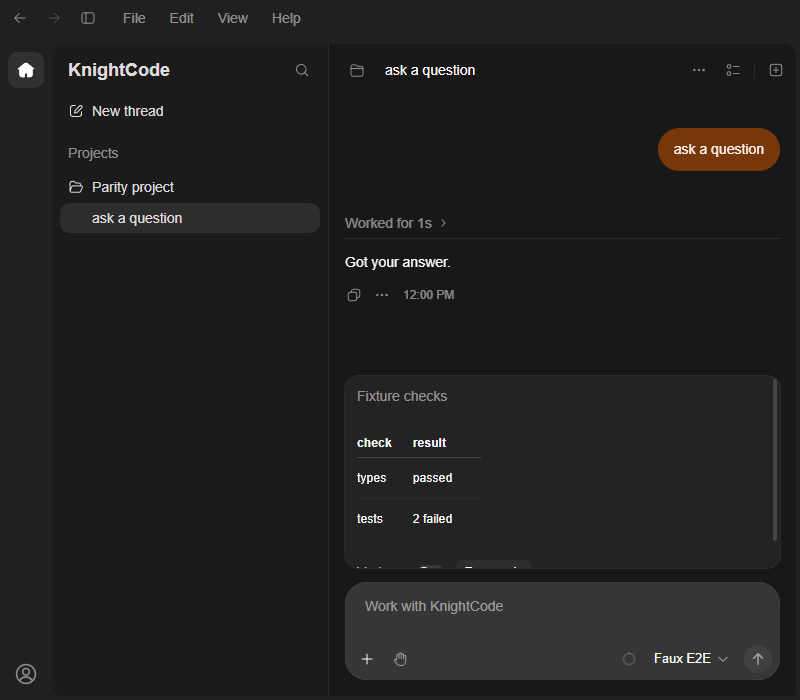 File Edit View Help
KnightCode
New thread
Projects
Parity project
ask a question
ask a question
ask a question
Worked for 1s
Got your answer.
12:00 PM
Fixture checks
check result
types passed
tests 2 failed
Work with KnightCode
Faux E2E